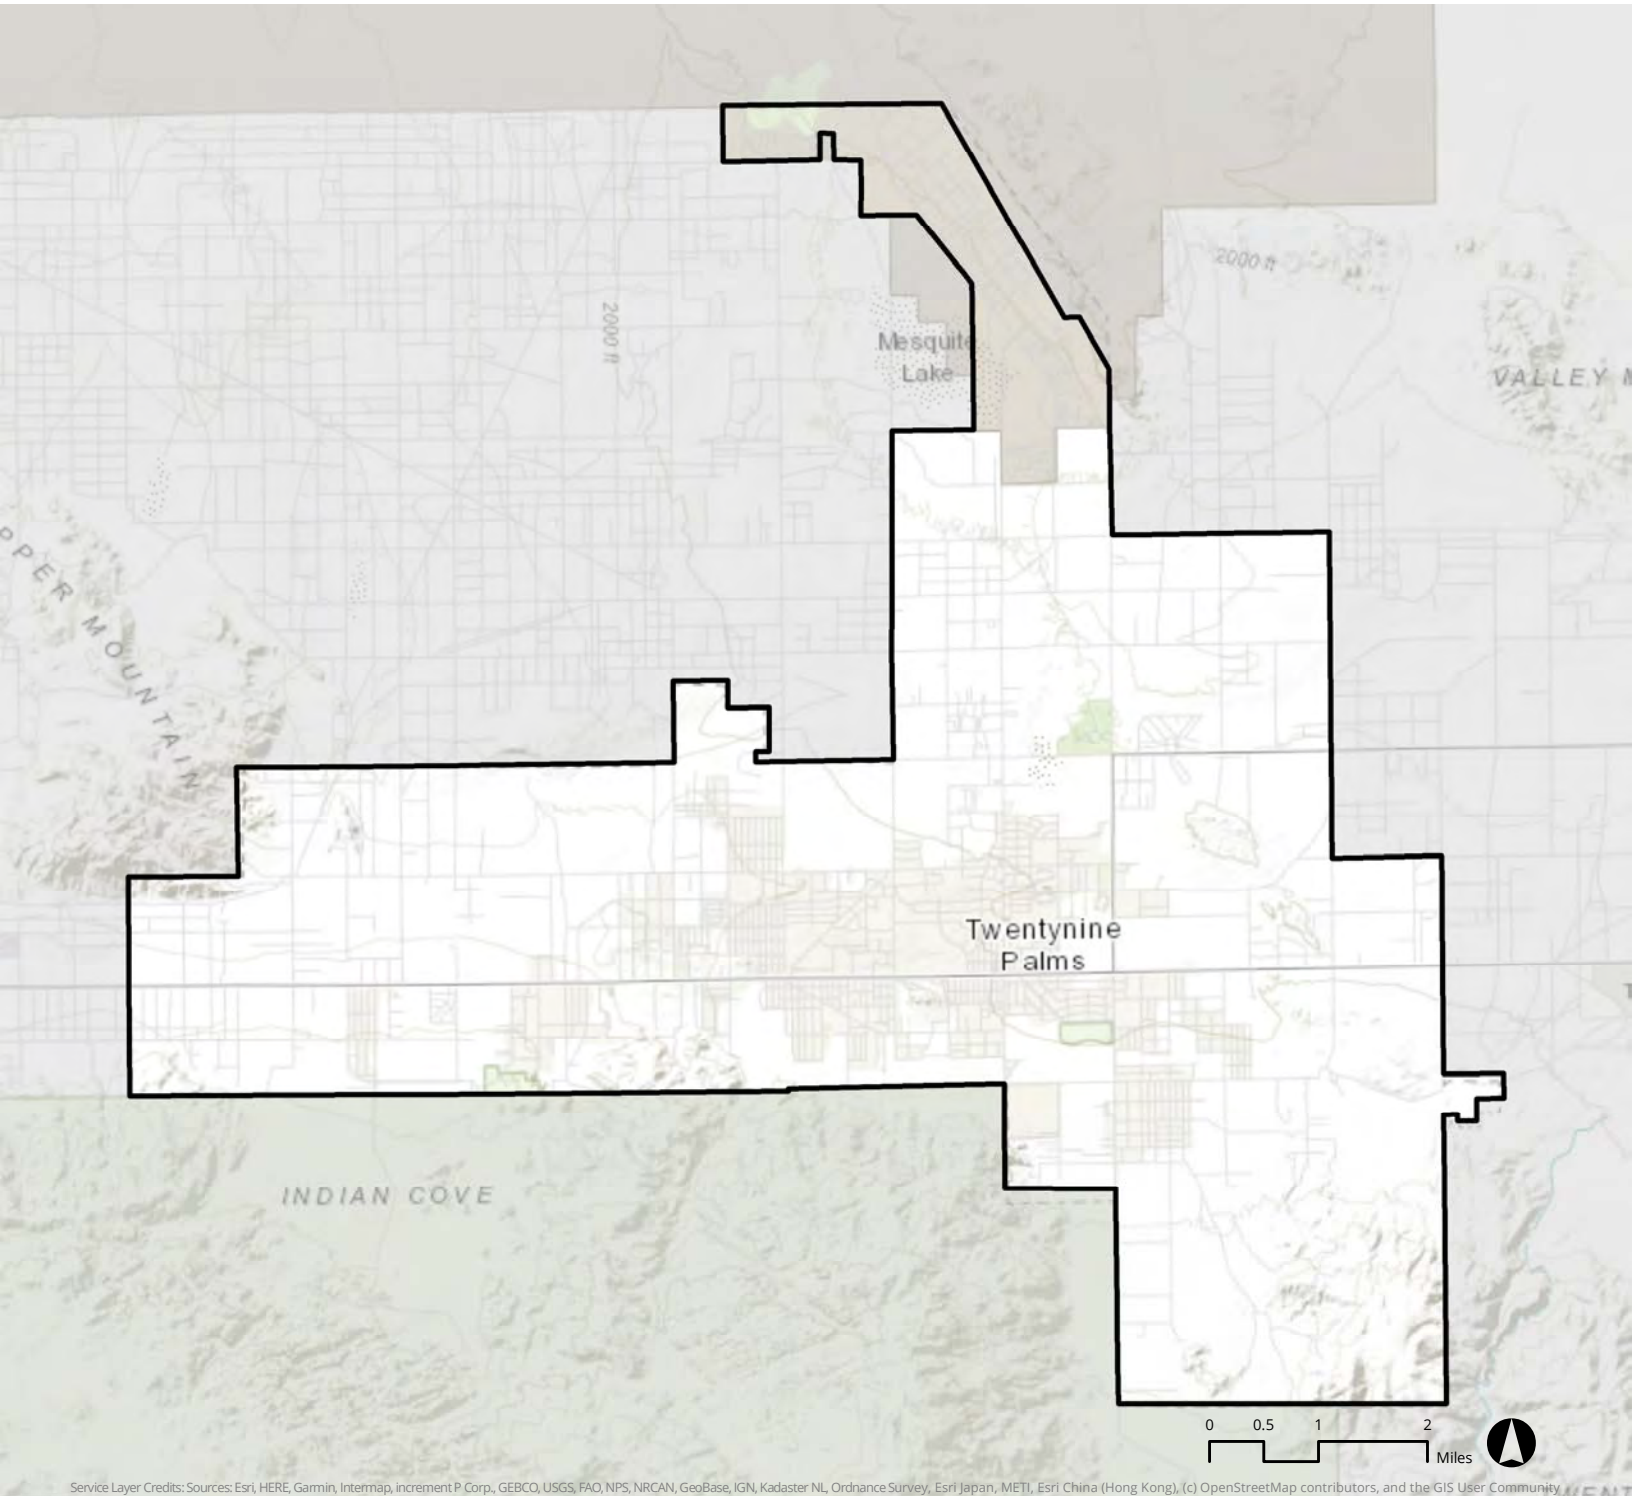 2000 ft
2000 ft
Mesquite
Lake
VALLEY M
PPER MOUNTAIN
Twentynine
Palms
INDIAN COVE
0 0.5 1 2
Miles
Service Layer Credits: Sources: Esri, HERE, Garmin, Intermap, increment P Corp., GEBCO, USGS, FAO, NPS, NRCAN, GeoBase, IGN, Kadaster NL, Ordnance Survey, Esri Japan, METI, Esri China (Hong Kong), (c) OpenStreetMap contributors, and the GIS User Community